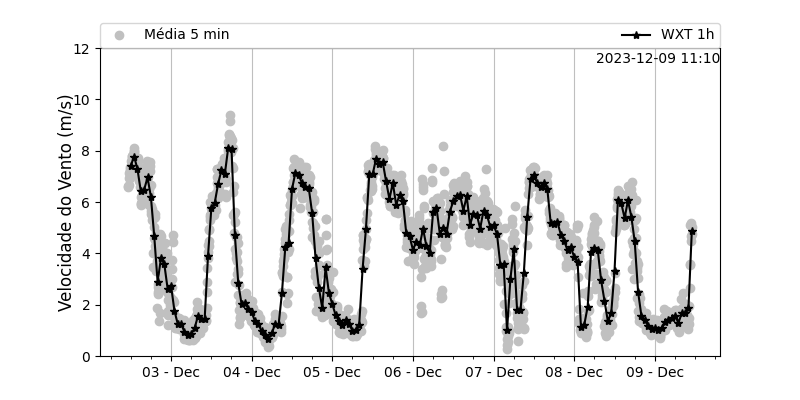 Média 5 min
WXT 1h
2023-12-09 11:10
Velocidade do Vento (m/s)
12
10
8
6
4
2
0
03 - Dec
04 - Dec
05 - Dec
06 - Dec
07 - Dec
08 - Dec
09 - Dec